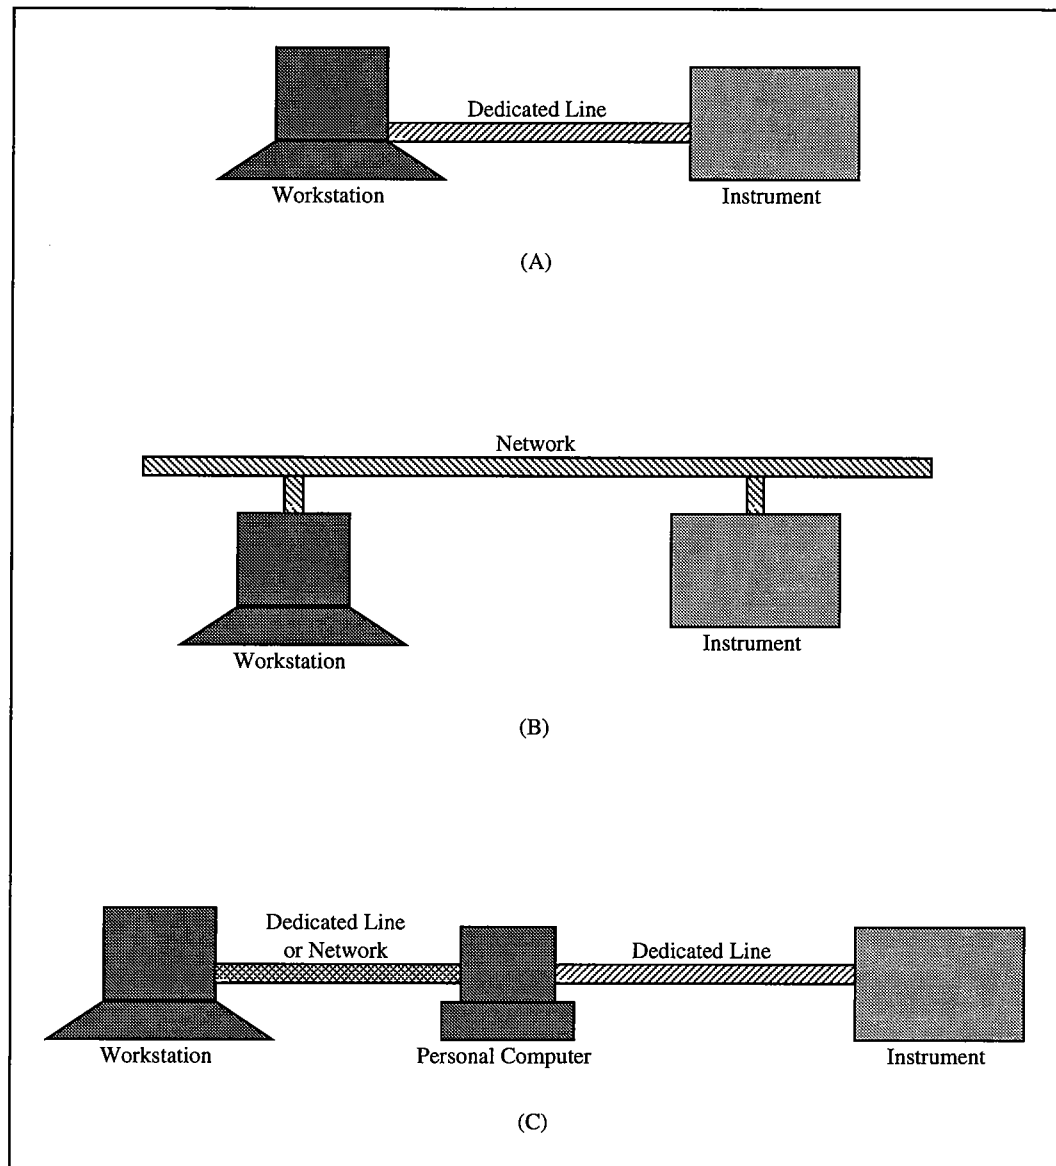 Dedicated Line
Workstation
Instrument
(A)
Network
Workstation
Instrument
(B)
Dedicated Line
or Network
Dedicated Line
Workstation
Personal Computer
Instrument
(C)